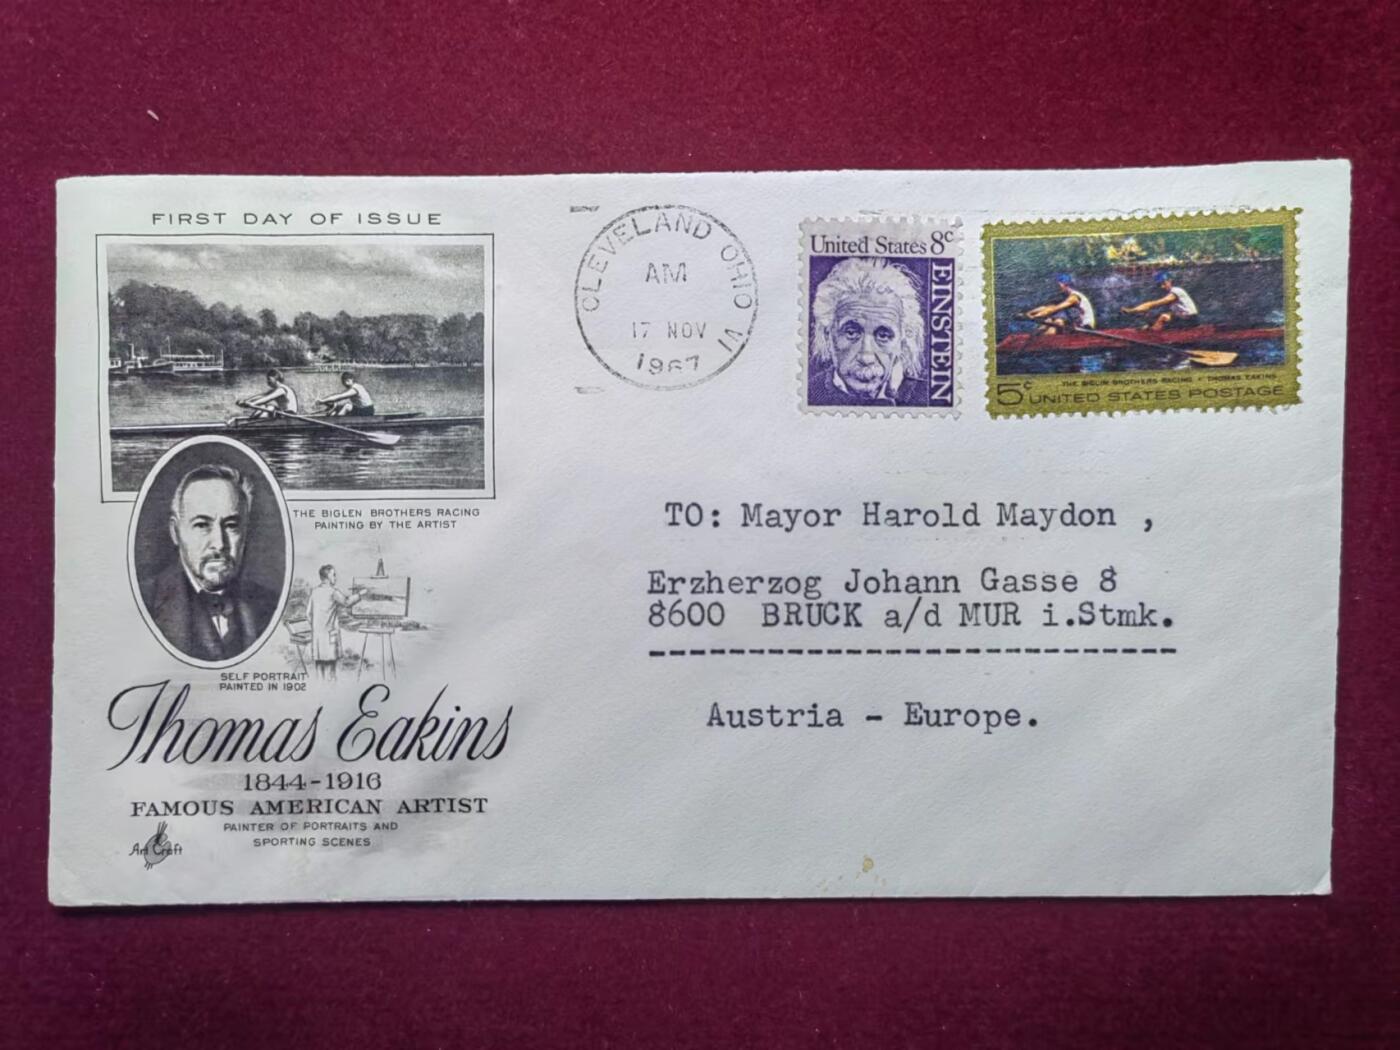 FIRST DAY OF ISSUE
THE BIGLEN BROTHERS RACING
PAINTING BY THE ARTIST
SELF PORTRAIT
PAINTED IN 1902
Thomas Eakins
1844-1916
FAMOUS AMERICAN ARTIST
PAINTER OF PORTRAITS AND
SPORTING SCENES
Art Craft
CLEVELAND OHIO VI
AM
17 NOV
1967
United States 8c
EINSTEIN
THE BIGLIN BROTHERS RACING • THOMAS EAKINS
5c UNITED STATES POSTAGE
TO: Mayor Harold Maydon ,
Erzherzog Johann Gasse 8
8600 BRUCK a/d MUR i.Stmk.
Austria - Europe.